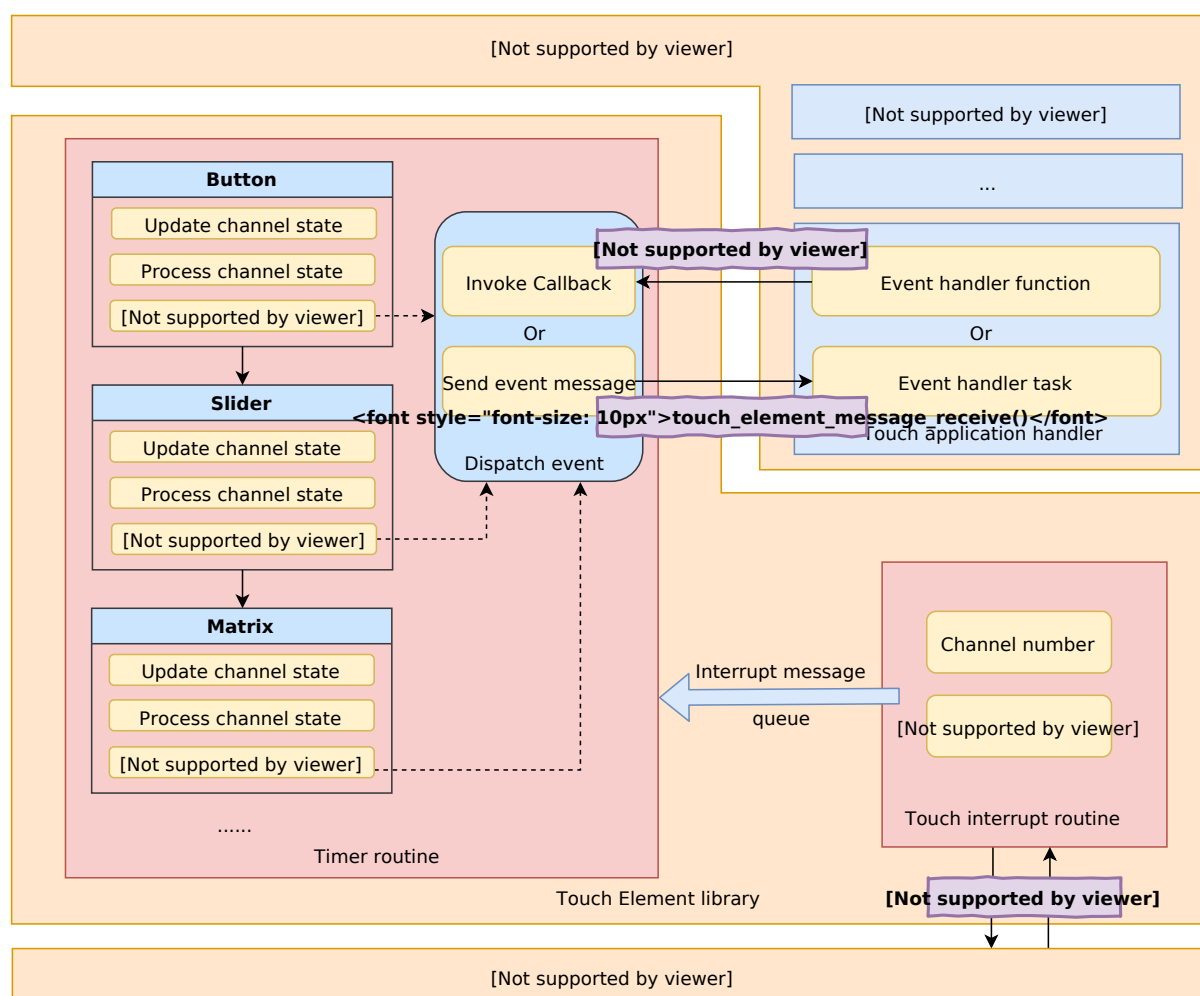 [Not supported by viewer]
[Not supported by viewer]
...
Button
Update channel state
Process channel state
[Not supported by viewer]
Slider
Update channel state
Process channel state
[Not supported by viewer]
Matrix
Update channel state
Process channel state
[Not supported by viewer]
......
Timer routine
Invoke Callback
Or
Send event message
Dispatch event
[Not supported by viewer]
<font style="font-size: 10px">touch_element_message_receive()</font>
Event handler function
Or
Event handler task
Touch application handler
Interrupt message
queue
Channel number
[Not supported by viewer]
Touch interrupt routine
[Not supported by viewer]
Touch Element library
[Not supported by viewer]